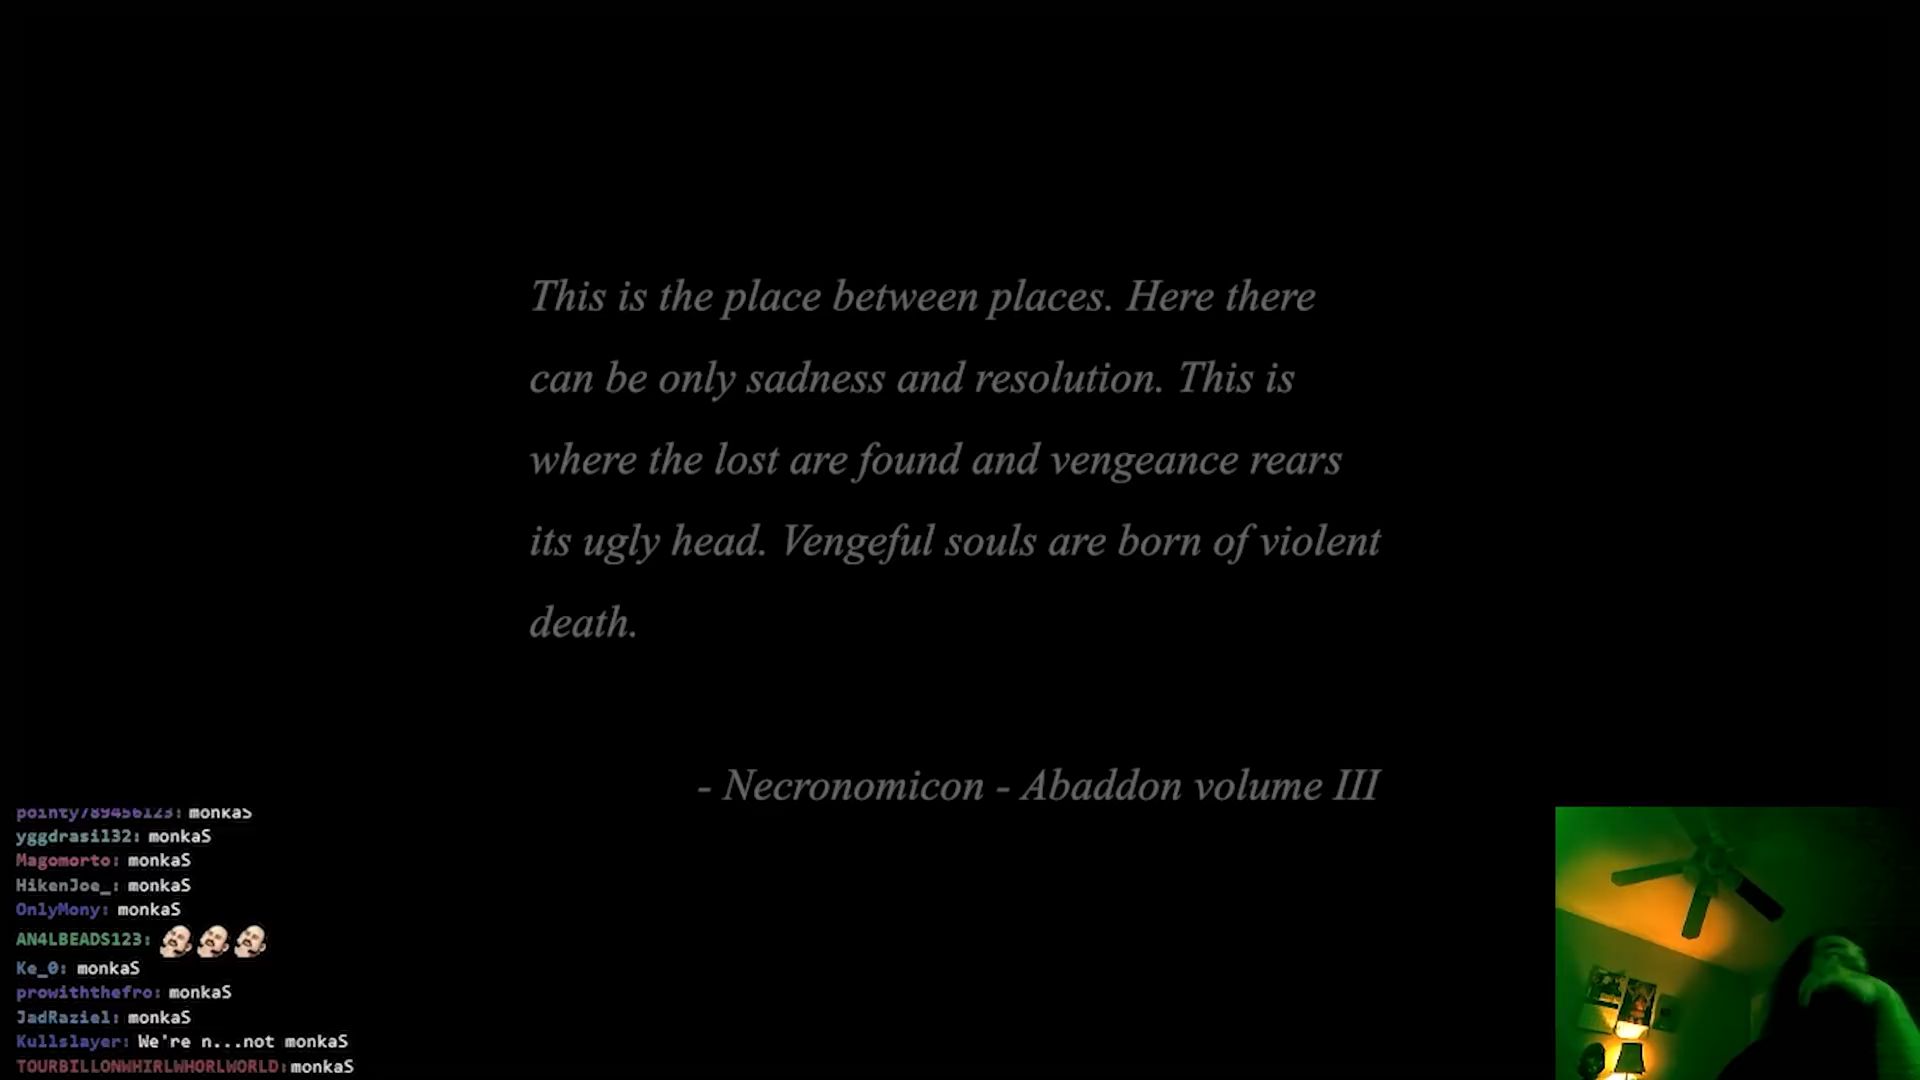 This is the place between places. Here there
can be only sadness and resolution. This is
where the lost are found and vengeance rears
its ugly head. Vengeful souls are born of violent
death.
- Necronomicon - Abaddon volume III
pointy789456123: monkaS
yggdrasil32: monkaS
Magomorto: monkaS
HikenJoe_: monkaS
OnlyMony: monkaS
AN4LBEADS123:
Ke_0: monkaS
prowiththefro: monkaS
JadRaziel: monkaS
Kullslayer: We're n...not monkaS
TOURBILLONWHIRLWHORLWORLD: monkaS